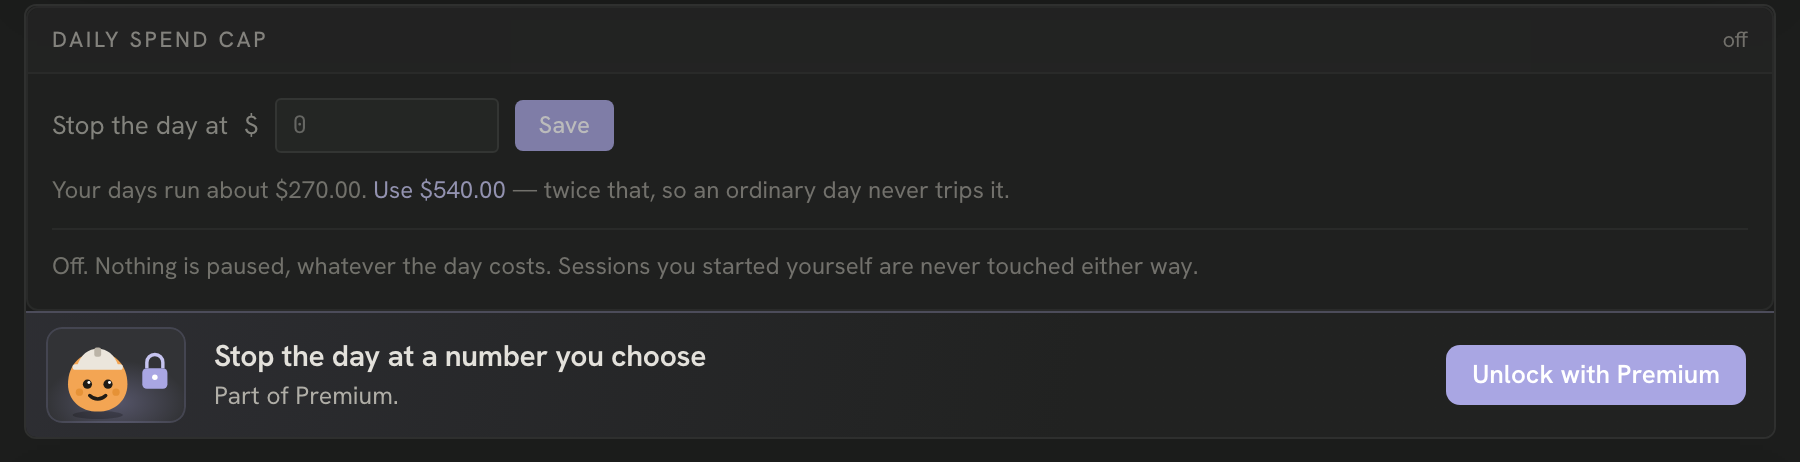 DAILY SPEND CAP
off
Stop the day at $ 0 Save
Your days run about $270.00. Use $540.00 — twice that, so an ordinary day never trips it.
Off. Nothing is paused, whatever the day costs. Sessions you started yourself are never touched either way.
Stop the day at a number you choose
Part of Premium.
Unlock with Premium